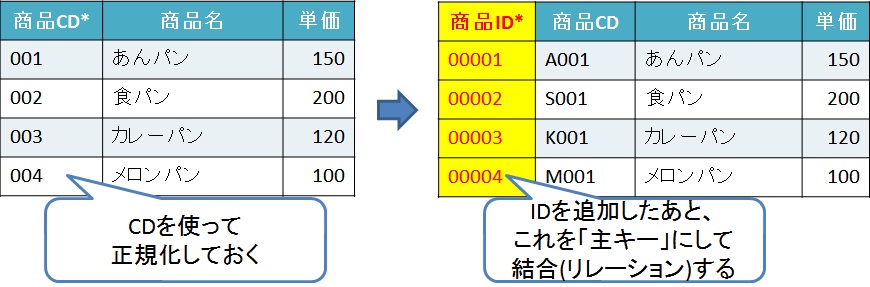 商品CD* 商品名 単価
001 あんパン 150
002 食パン 200
003 カレーパン 120
004 メロンパン 100
CDを使って
正規化しておく
商品ID* 商品CD 商品名 単価
00001 A001 あんパン 150
00002 S001 食パン 200
00003 K001 カレーパン 120
00004 M001 メロンパン 100
IDを追加したあと、
これを「主キー」にして
結合(リレーション)する